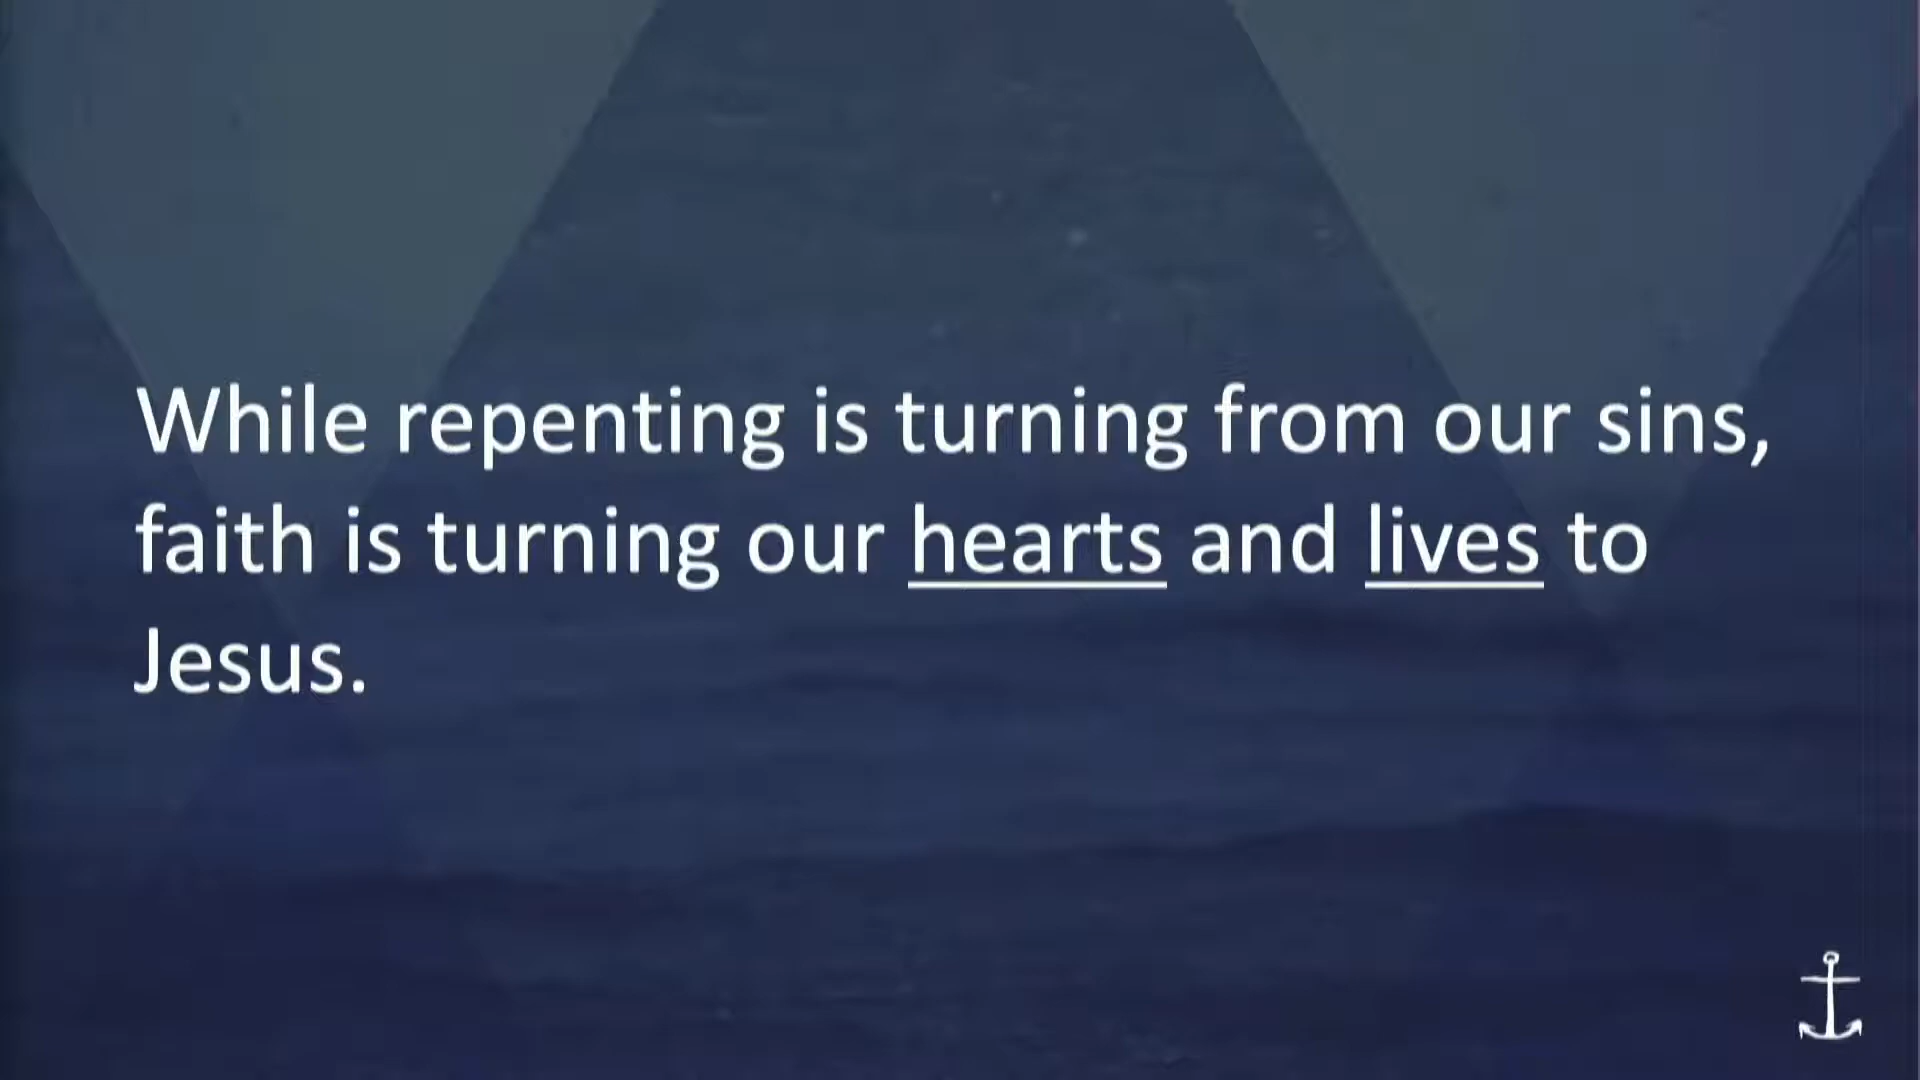 While repenting is turning from our sins,
faith is turning our hearts and lives to
Jesus.